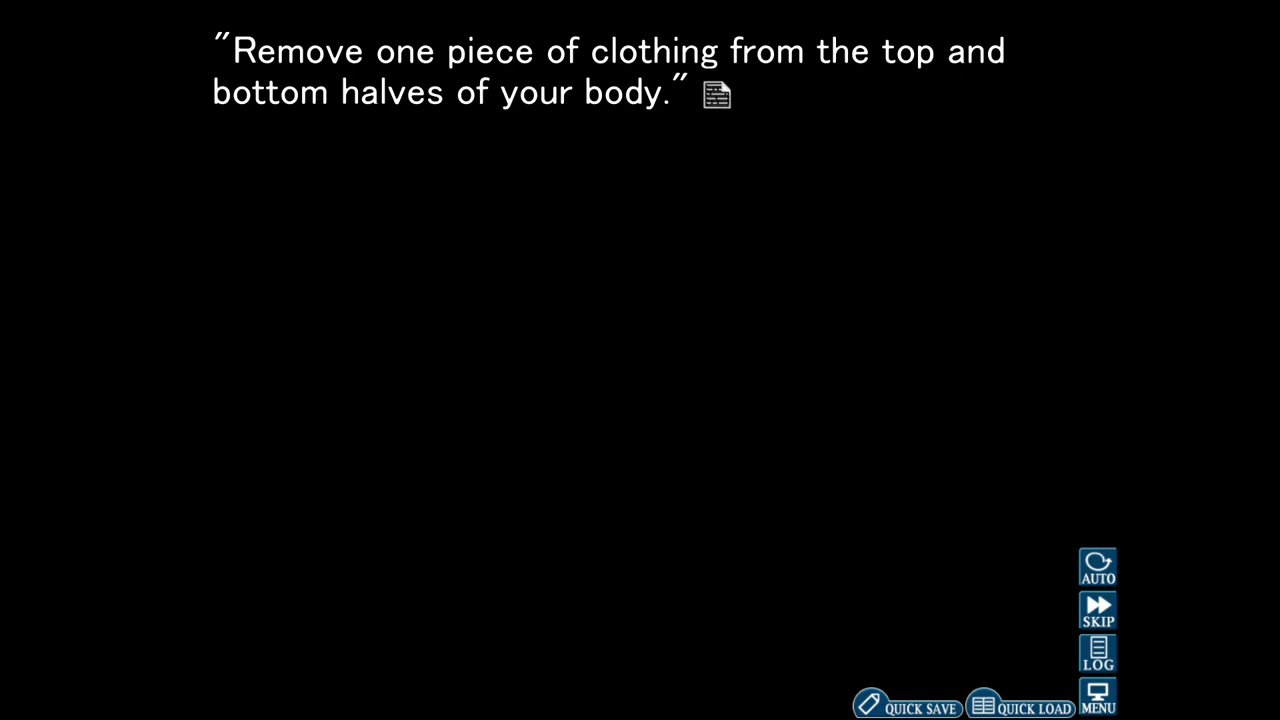 "Remove one piece of clothing from the top and
bottom halves of your body."
AUTO
SKIP
LOG
MENU
QUICK SAVE
QUICK LOAD